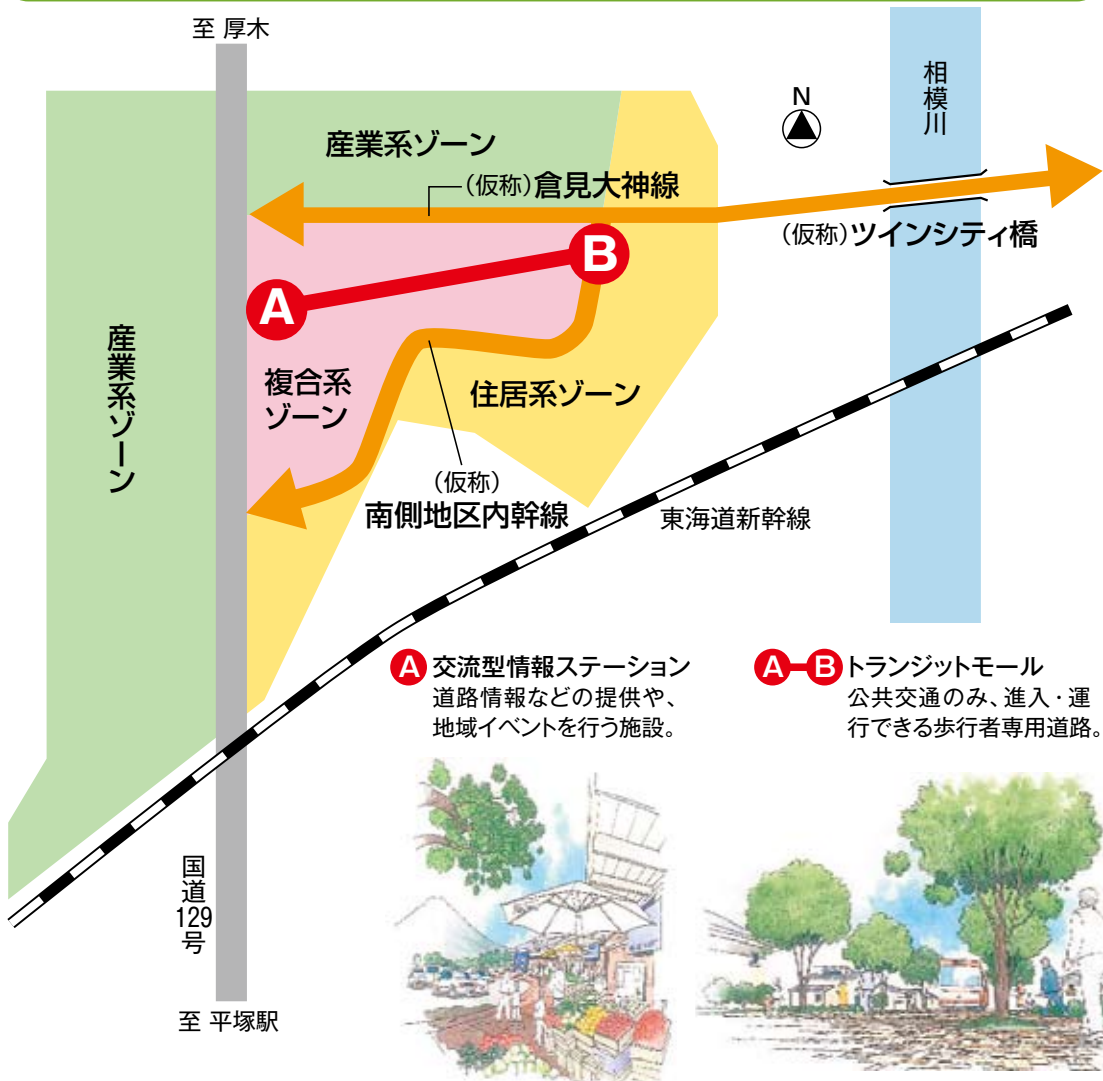 至 厚木
相模川
N
産業系ゾーン
(仮称)倉見大神線
(仮称)ツインシティ橋
B
A
産業系ゾーン
複合系
ゾーン
住居系ゾーン
(仮称)
南側地区内幹線
東海道新幹線
A 交流型情報ステーション
道路情報などの提供や、
地域イベントを行う施設。
A B トランジットモール
公共交通のみ、進入・運
行できる歩行者専用道路。
国道
129
号
至 平塚駅